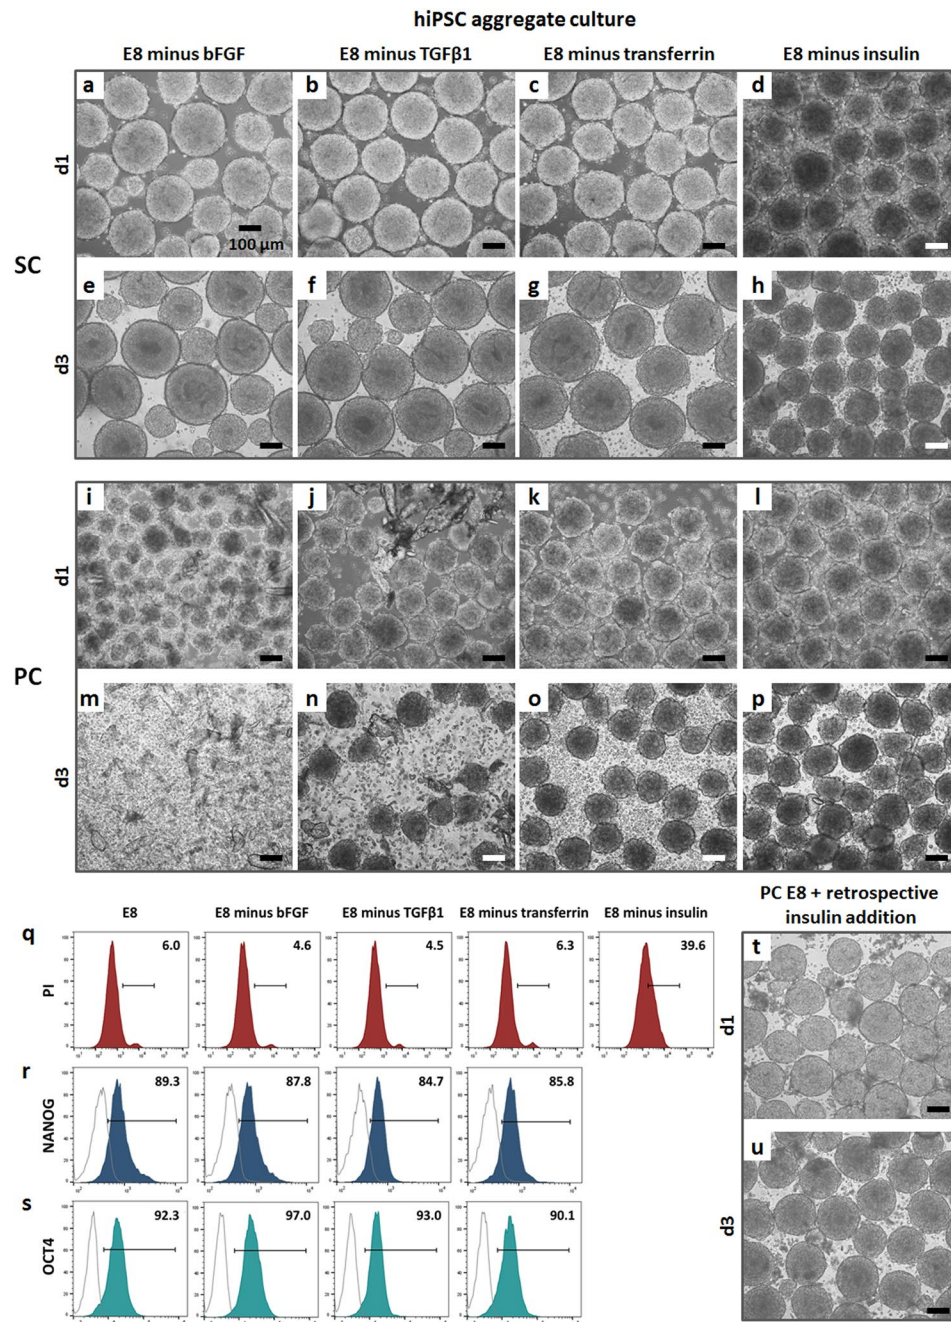 hiPSC aggregate culture
E8 minus bFGF E8 minus TGFβ1 E8 minus transferrin E8 minus insulin
SC
d1
a b c d
100 µm
d3
e f g h
PC
d1
i j k l
d3
m n o p
E8 E8 minus bFGF E8 minus TGFβ1 E8 minus transferrin E8 minus insulin
q
PI
6.0 4.6 4.5 6.3 39.6
r
NANOG
89.3 87.8 84.7 85.8
s
OCT4
92.3 97.0 93.0 90.1
PC E8 + retrospective
insulin addition
d1
t
d3
u